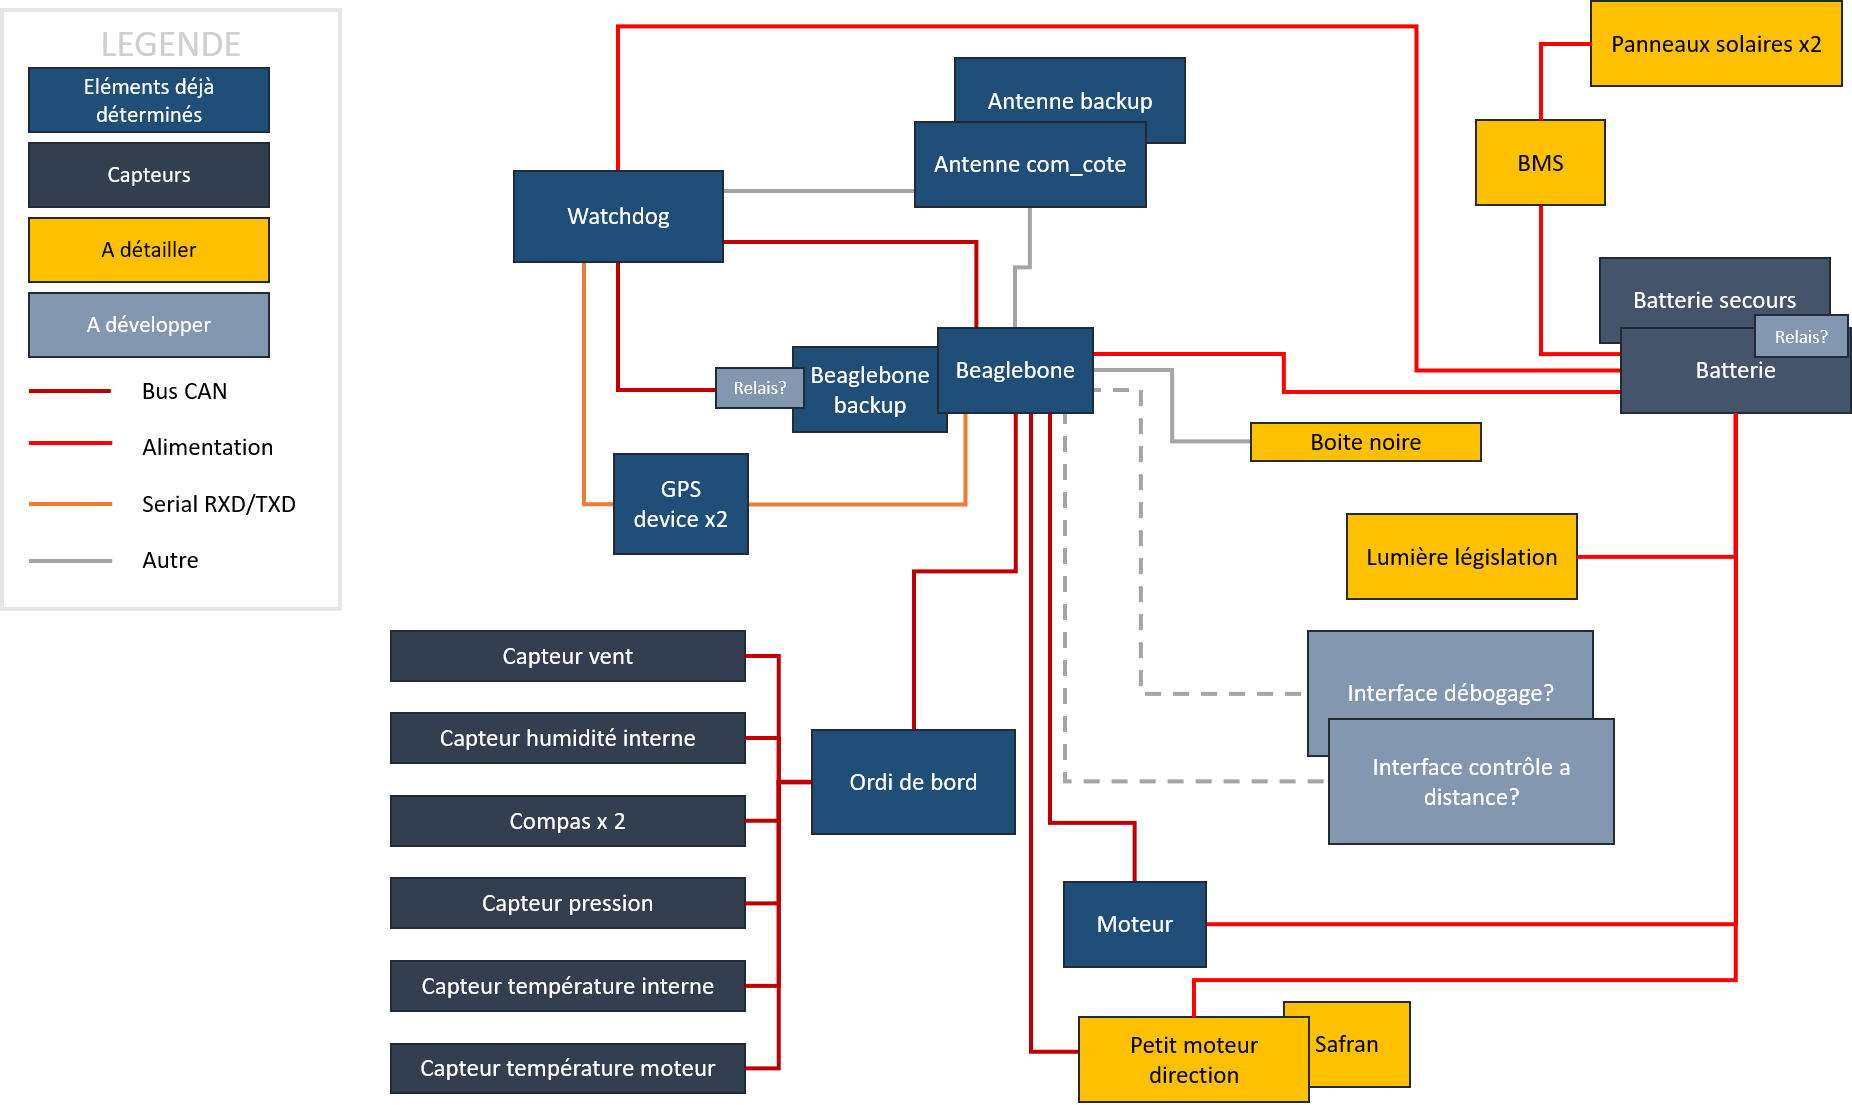 LEGENDE
Eléments déjà
déterminés
Capteurs
A détailler
A développer
Bus CAN
Alimentation
Serial RXD/TXD
Autre
Panneaux solaires x2
Antenne backup
Antenne com_cote
BMS
Watchdog
Batterie secours
Relais?
Batterie
Beaglebone
Beaglebone
backup
Relais?
Boite noire
GPS
device x2
Lumière législation
Capteur vent
Interface débogage?
Capteur humidité interne
Interface contrôle a
distance?
Ordi de bord
Compas x 2
Capteur pression
Moteur
Capteur température interne
Petit moteur
direction
Safran
Capteur température moteur